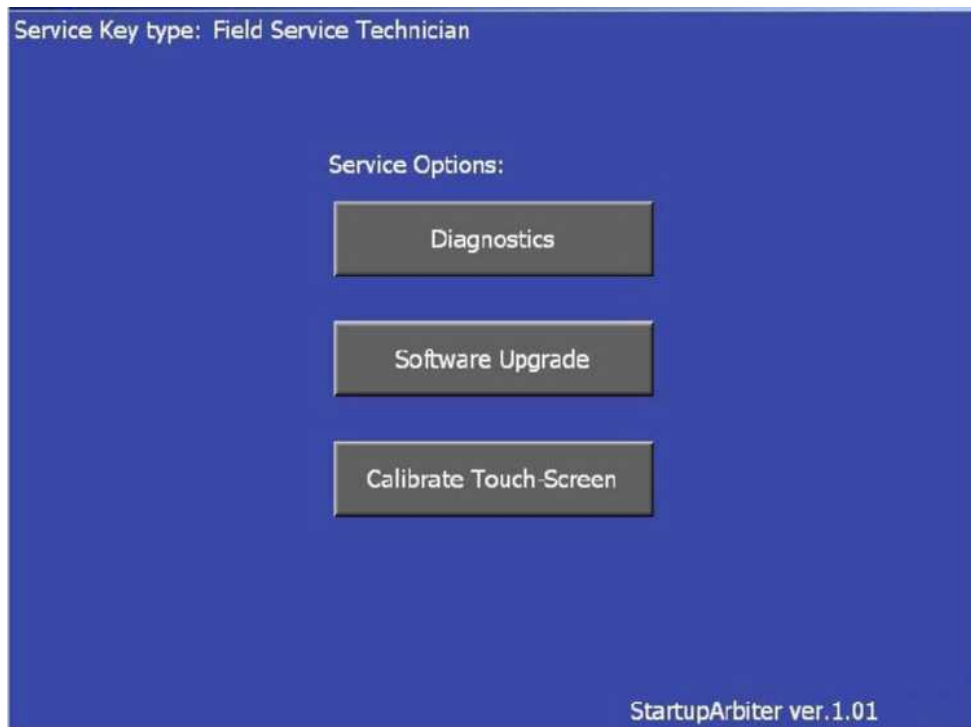 Service Key type: Field Service Technician
Service Options:
Diagnostics
Software Upgrade
Calibrate Touch-Screen
StartupArbiter ver.1.01